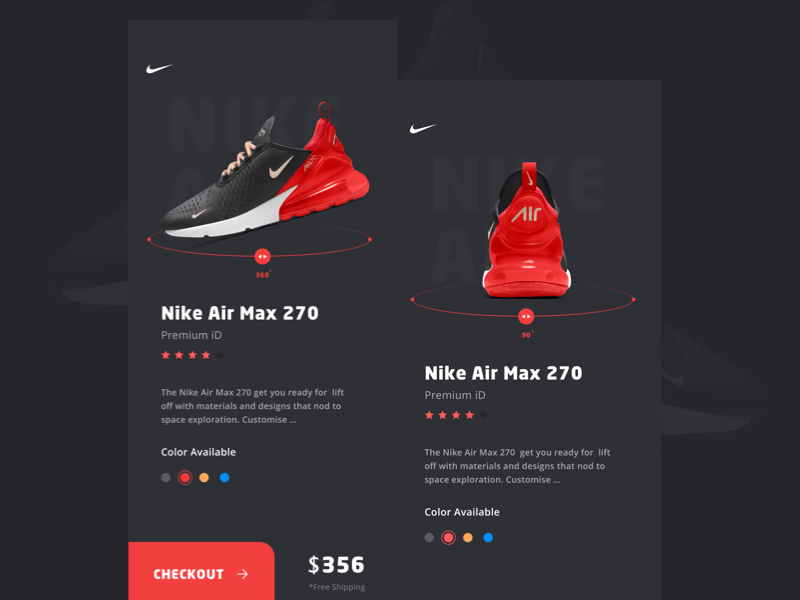 NIKE
A
360°
Nike Air Max 270
Premium iD
The Nike Air Max 270 get you ready for lift
off with materials and designs that nod to
space exploration. Customise ...
Color Available
CHECKOUT
$356
*Free Shipping
NIKE
A
Air
90°
Nike Air Max 270
Premium iD
The Nike Air Max 270 get you ready for lift
off with materials and designs that nod to
space exploration. Customise ...
Color Available